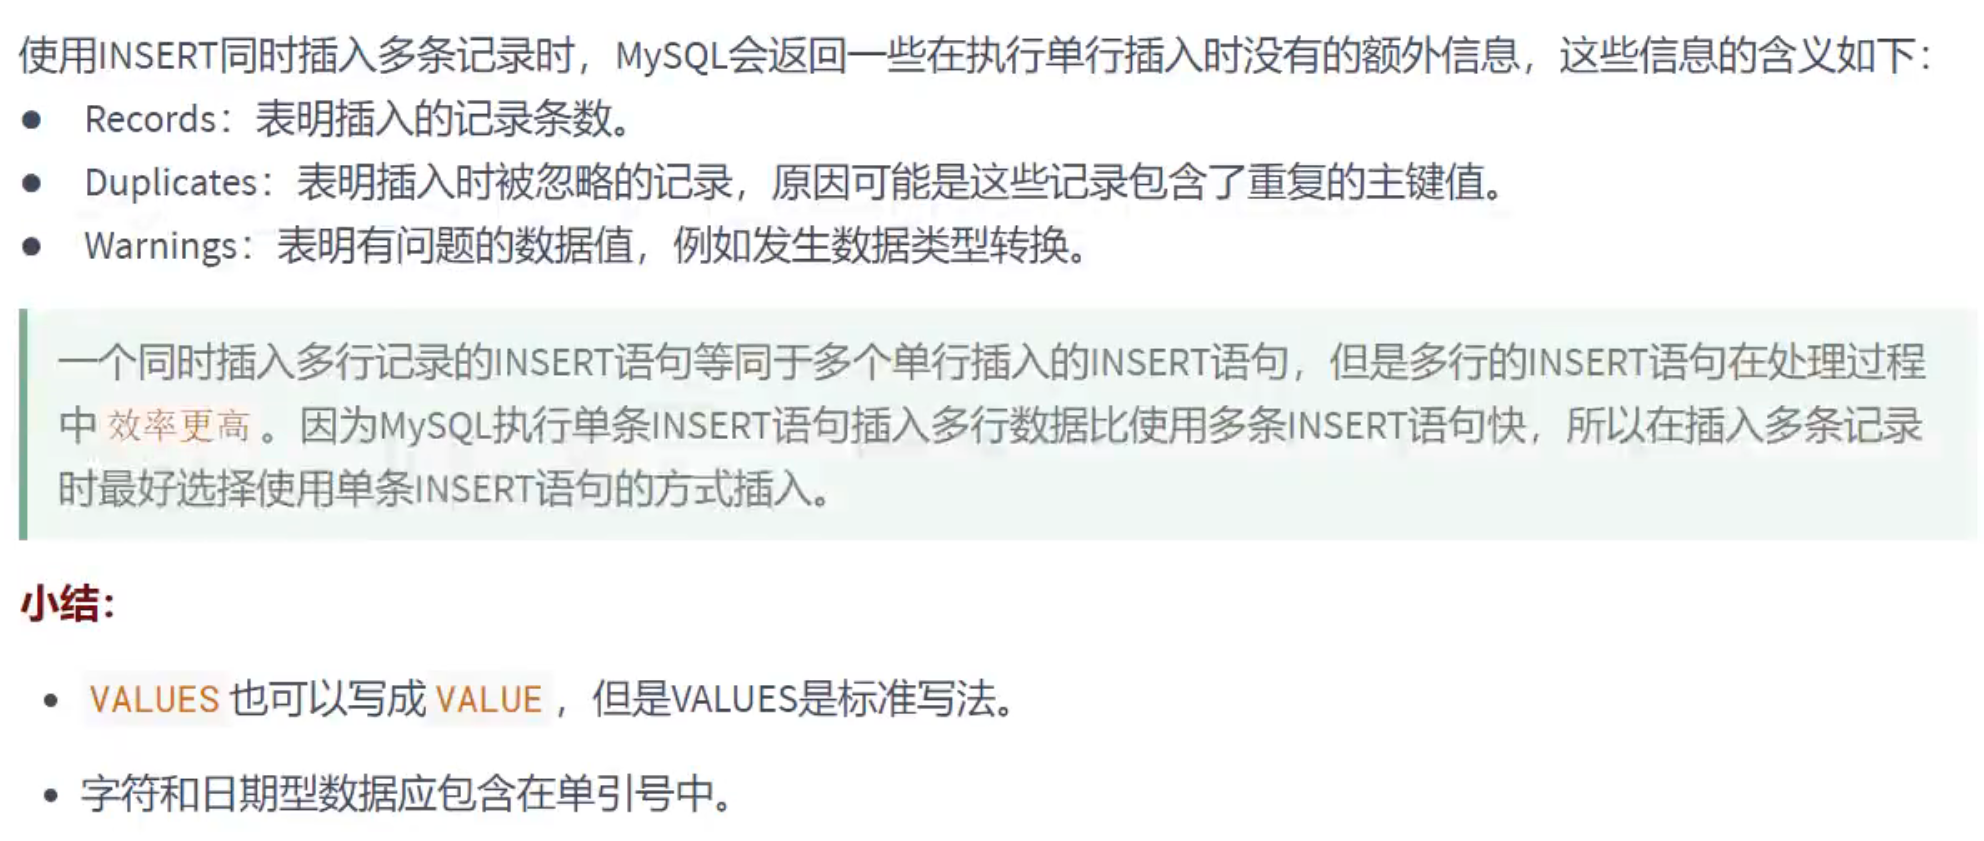 使用INSERT同时插入多条记录时，MySQL会返回一些在执行单行插入时没有的额外信息，这些信息的含义如下：
● Records：表明插入的记录条数。
● Duplicates：表明插入时被忽略的记录，原因可能是这些记录包含了重复的主键值。
● Warnings：表明有问题的数据值，例如发生数据类型转换。
一个同时插入多行记录的INSERT语句等同于多个单行插入的INSERT语句，但是多行的INSERT语句在处理过程
中 效率更高 。因为MySQL执行单条INSERT语句插入多行数据比使用多条INSERT语句快，所以在插入多条记录
时最好选择使用单条INSERT语句的方式插入。
小结：
• VALUES 也可以写成 VALUE ，但是VALUES是标准写法。
• 字符和日期型数据应包含在单引号中。